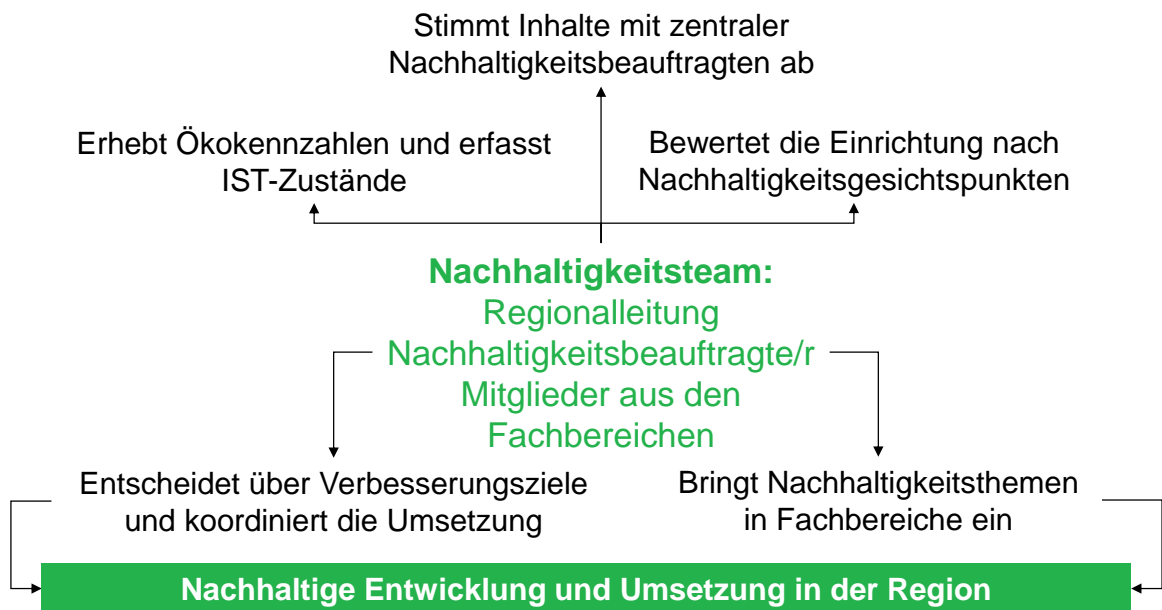 Stimmt Inhalte mit zentraler
Nachhaltigkeitsbeauftragten ab
Erhebt Ökokennzahlen und erfasst
IST-Zustände
Bewertet die Einrichtung nach
Nachhaltigkeitsgesichtspunkten
Nachhaltigkeitsteam:
Regionalleitung
Nachhaltigkeitsbeauftragte/r
Mitglieder aus den
Fachbereichen
Entscheidet über Verbesserungsziele
und koordiniert die Umsetzung
Bringt Nachhaltigkeitsthemen
in Fachbereiche ein
Nachhaltige Entwicklung und Umsetzung in der Region